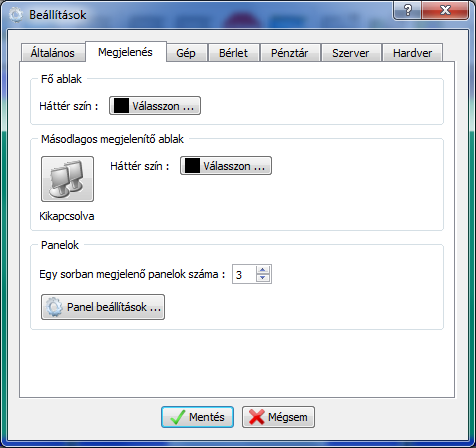 Beállítások
Általános Megjelenés Gép Bérlet Pénztár Szerver Hardver
Fő ablak
Háttér szín : Válasszon ...
Másodlagos megjelenítő ablak
Háttér szín : Válasszon ...
Kikapcsolva
Panelok
Egy sorban megjelenő panelok száma : 3
Panel beállítások ...
Mentés Mégsem